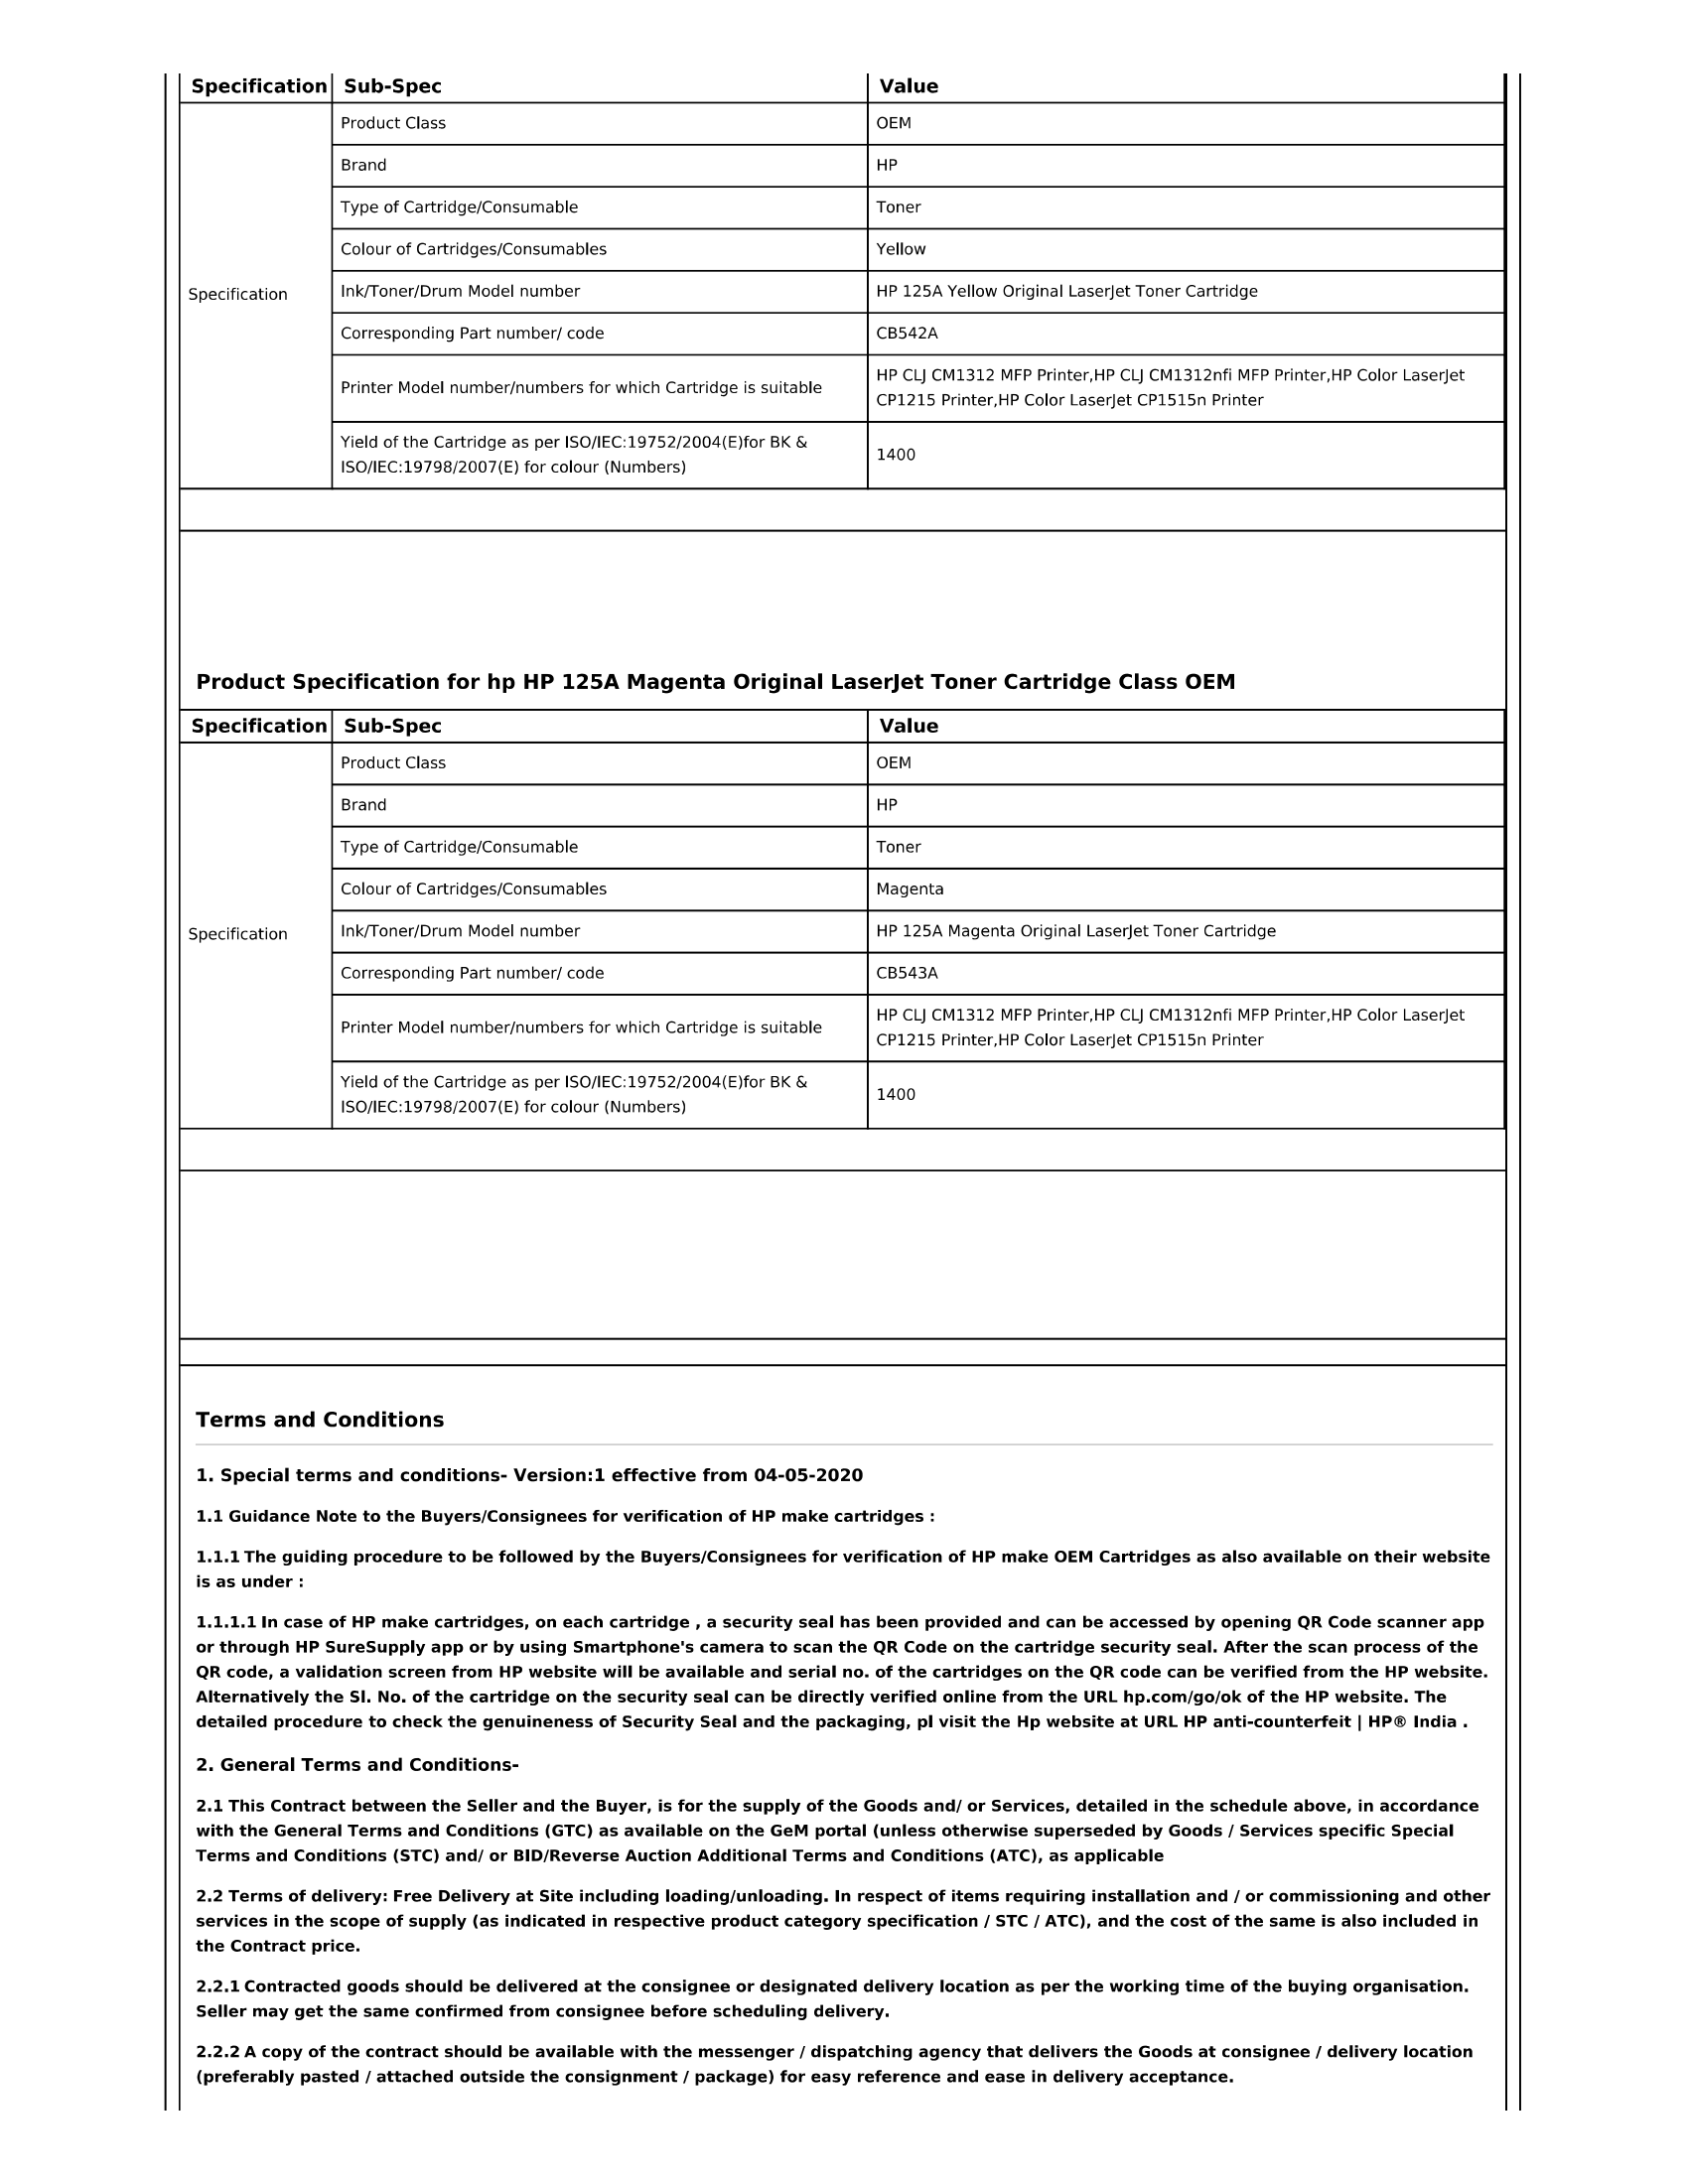 Specification Sub-Spec Value
Product Class OEM
Brand HP
Type of Cartridge/Consumable Toner
Colour of Cartridges/Consumables Yellow
Specification
Ink/Toner/Drum Model number HP 125A Yellow Original LaserJet Toner Cartridge
Corresponding Part number/ code CB542A
Printer Model number/numbers for which Cartridge is suitable
HP CLJ CM1312 MFP Printer,HP CLJ CM1312nfi MFP Printer,HP Color LaserJet
CP1215 Printer,HP Color LaserJet CP1515n Printer
Yield of the Cartridge as per ISO/IEC:19752/2004(E)for BK &
ISO/IEC:19798/2007(E) for colour (Numbers)
1400
Product Specification for hp HP 125A Magenta Original LaserJet Toner Cartridge Class OEM
Specification Sub-Spec Value
Product Class OEM
Brand HP
Type of Cartridge/Consumable Toner
Colour of Cartridges/Consumables Magenta
Specification
Ink/Toner/Drum Model number HP 125A Magenta Original LaserJet Toner Cartridge
Corresponding Part number/ code CB543A
Printer Model number/numbers for which Cartridge is suitable
HP CLJ CM1312 MFP Printer,HP CLJ CM1312nfi MFP Printer,HP Color LaserJet
CP1215 Printer,HP Color LaserJet CP1515n Printer
Yield of the Cartridge as per ISO/IEC:19752/2004(E)for BK &
ISO/IEC:19798/2007(E) for colour (Numbers)
1400
Terms and Conditions
1. Special terms and conditions- Version:1 effective from 04-05-2020
1.1 Guidance Note to the Buyers/Consignees for verification of HP make cartridges :
1.1.1 The guiding procedure to be followed by the Buyers/Consignees for verification of HP make OEM Cartridges as also available on their website
is as under :
1.1.1.1 In case of HP make cartridges, on each cartridge , a security seal has been provided and can be accessed by opening QR Code scanner app
or through HP SureSupply app or by using Smartphone's camera to scan the QR Code on the cartridge security seal. After the scan process of the
QR code, a validation screen from HP website will be available and serial no. of the cartridges on the QR code can be verified from the HP website.
Alternatively the Sl. No. of the cartridge on the security seal can be directly verified online from the URL hp.com/go/ok of the HP website. The
detailed procedure to check the genuineness of Security Seal and the packaging, pl visit the Hp website at URL HP anti-counterfeit | HP® India .
2. General Terms and Conditions-
2.1 This Contract between the Seller and the Buyer, is for the supply of the Goods and/ or Services, detailed in the schedule above, in accordance
with the General Terms and Conditions (GTC) as available on the GeM portal (unless otherwise superseded by Goods / Services specific Special
Terms and Conditions (STC) and/ or BID/Reverse Auction Additional Terms and Conditions (ATC), as applicable
2.2 Terms of delivery: Free Delivery at Site including loading/unloading. In respect of items requiring installation and / or commissioning and other
services in the scope of supply (as indicated in respective product category specification / STC / ATC), and the cost of the same is also included in
the Contract price.
2.2.1 Contracted goods should be delivered at the consignee or designated delivery location as per the working time of the buying organisation.
Seller may get the same confirmed from consignee before scheduling delivery.
2.2.2 A copy of the contract should be available with the messenger / dispatching agency that delivers the Goods at consignee / delivery location
(preferably pasted / attached outside the consignment / package) for easy reference and ease in delivery acceptance.